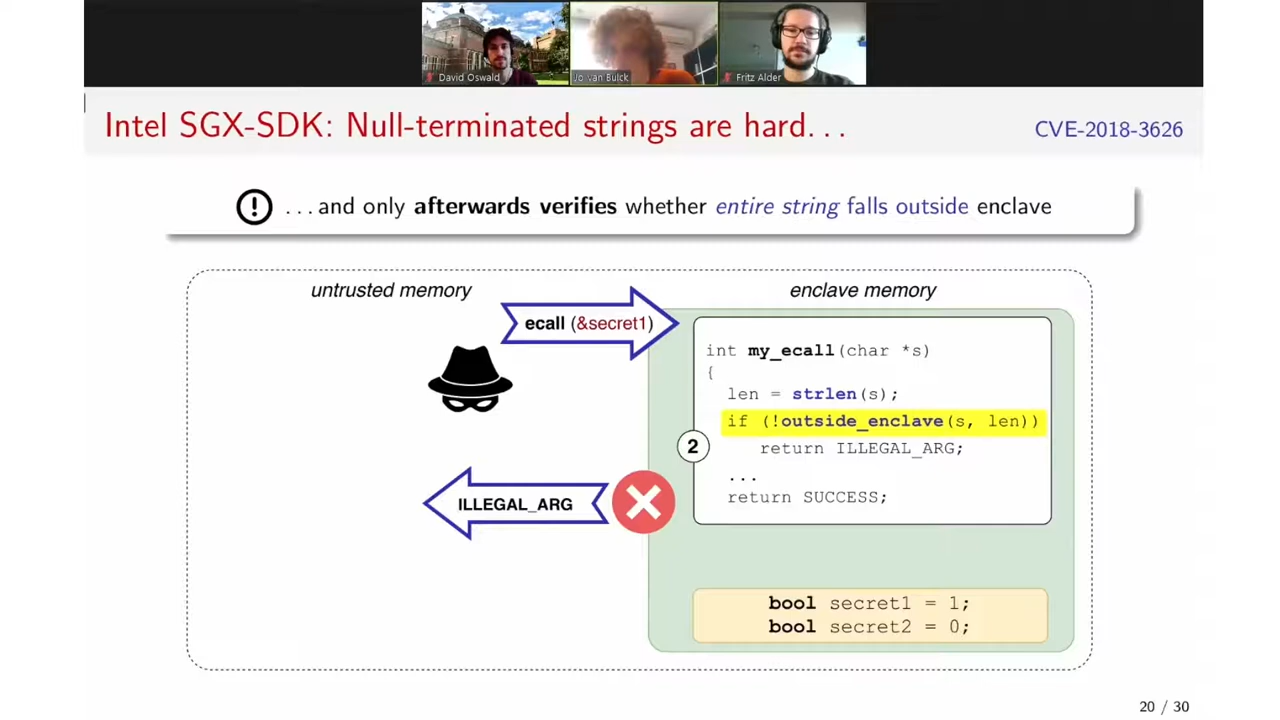 David Oswald
Jo van Bulck
Fritz Alder
Intel SGX-SDK: Null-terminated strings are hard...
CVE-2018-3626
...and only afterwards verifies whether entire string falls outside enclave
untrusted memory
enclave memory
ecall (&secret1)
int my_ecall(char *s)
{
len = strlen(s);
if (!outside_enclave(s, len))
2
return ILLEGAL_ARG;
...
return SUCCESS;
ILLEGAL_ARG
bool secret1 = 1;
bool secret2 = 0;
20 / 30